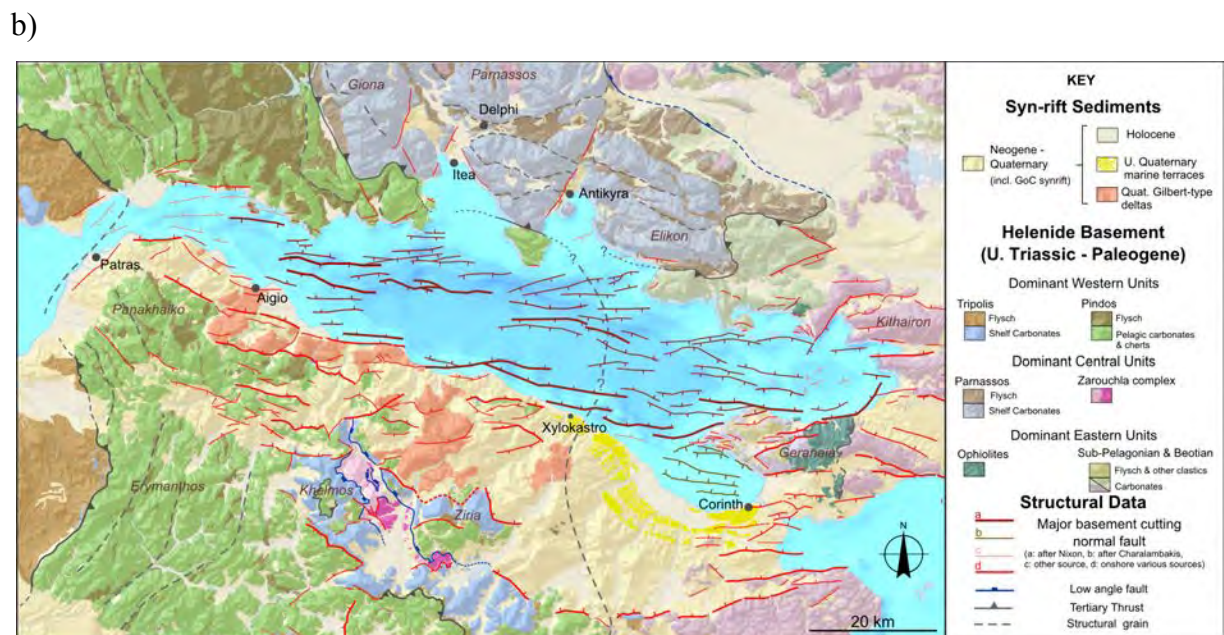 b)
Giona
Parnassos
Delphi
Itea
Antikyra
Elikon
?
Patras
Aigio
Panakhaiko
Kithairon
?
?
Xylokastro
Geraneia
Erymanthos
Khelmos
Ziria
Corinth
N
20 km
KEY
Syn-rift Sediments
Neogene -
Quaternary
(incl. GoC synrift)
Holocene
U. Quaternary
marine terraces
Quat. Gilbert-type
deltas
Helenide Basement
(U. Triassic - Paleogene)
Dominant Western Units
Tripolis
Flysch
Shelf Carbonates
Pindos
Flysch
Pelagic carbonates
& cherts
Dominant Central Units
Parnassos
Flysch
Shelf Carbonates
Zarouchla complex
Dominant Eastern Units
Ophiolites
Sub-Pelagonian & Beotian
Flysch & other clastics
Carbonates
Structural Data
a
b
c
d
Major basement cutting
normal fault
(a: after Nixon, b: after Charalambakis,
c: other source, d: onshore various sources)
Low angle fault
Tertiary Thrust
Structural grain